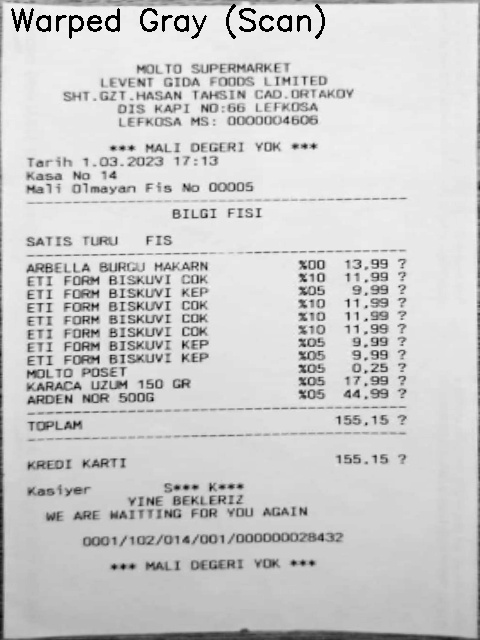 Warped Gray (Scan)
MOLTO SUPERMARKET
LEVENT GIDA FOODS LIMITED
SHT.GZT.HASAN TAHSIN CAD.ORTAKOY
DIS KAPI NO:66 LEFKOSA
LEFKOSA MS: 0000004606
*** MALI DEGERI YOK ***
Tarih 1.03.2023 17:13
Kasa No 14
Mali Olmayan Fis No 00005
BILGI FISI
SATIS TURU FIS
ARBELLA BURGU MAKARN %00 13,99 ?
ETI FORM BISKUVI COK %10 11,99 ?
ETI FORM BISKUVI KEP %05 9,99 ?
ETI FORM BISKUVI COK %10 11,99 ?
ETI FORM BISKUVI COK %10 11,99 ?
ETI FORM BISKUVI COK %10 11,99 ?
ETI FORM BISKUVI KEP %05 9,99 ?
ETI FORM BISKUVI KEP %05 9,99 ?
MOLTO POSET %05 0,25 ?
KARACA UZUM 150 GR %05 17,99 ?
ARDEN NOR 500G %05 44,99 ?
TOPLAM 155,15 ?
KREDI KARTI 155,15 ?
Kasiyer S*** K***
YINE BEKLERIZ
WE ARE WAITTING FOR YOU AGAIN
0001/102/014/001/000000028432
*** MALI DEGERI YOK ***